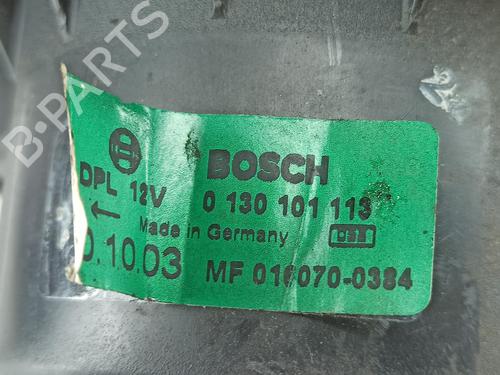 B-PARTS
BOSCH
DPL 12V 0 130 101 113
Made in Germany
0.10.03 MF 016070-0384